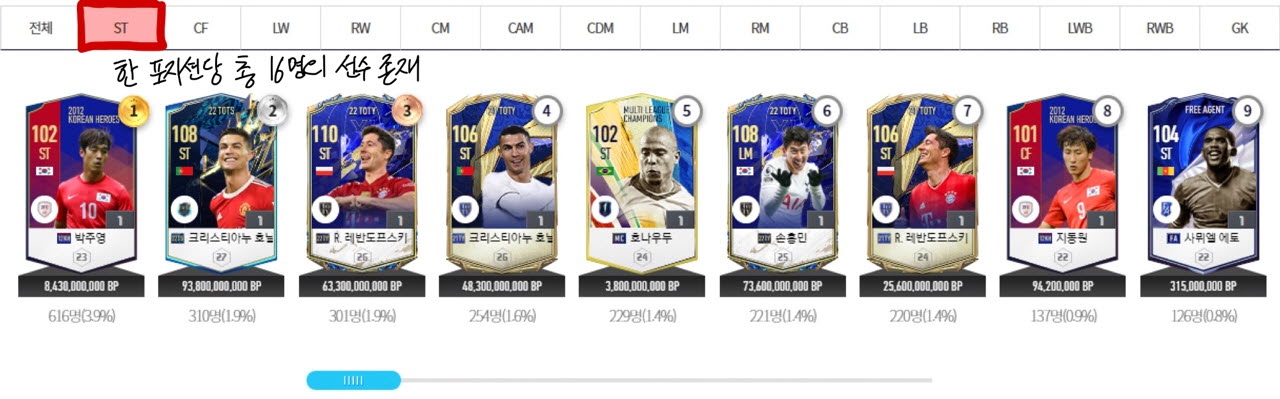 전체 ST CF LW RW CM CAM CDM LM RM CB LB RB LWB RWB GK
한 포지션당 총 16명의 선수 존재
1 2 3 4 5 6 7 8 9
2012 KOREAN HEROES 22 TOTS 22 TOTY 21 TOTY MULTI LEAGUE CHAMPIONS 22 TOTY 21 TOTY 2012 KOREAN HEROES FREE AGENT
102 108 110 106 102 108 106 101 104
ST ST ST ST ST LM ST CF ST
1 1 1 1 1 1 1 1 1
12KH 박주영 22TS 크리스티아누 호날 22TY R. 레반도프스키 21TY 크리스티아누 호날 MC 호나우두 22TY 손흥민 21TY R. 레반도프스키 12KH 지동원 FA 사뮈엘 에토
23 27 26 26 24 25 24 22 22
8,430,000,000 BP 93,800,000,000 BP 63,300,000,000 BP 48,300,000,000 BP 3,800,000,000 BP 73,600,000,000 BP 25,600,000,000 BP 94,200,000 BP 315,000,000 BP
616명(3.9%) 310명(1.9%) 301명(1.9%) 254명(1.6%) 229명(1.4%) 221명(1.4%) 220명(1.4%) 137명(0.9%) 126명(0.8%)